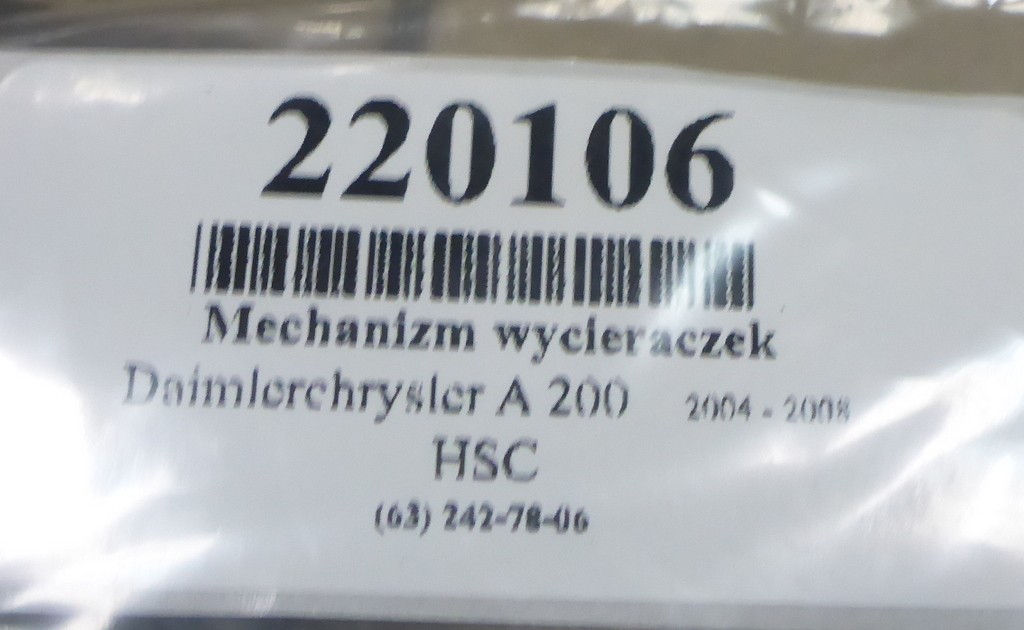 220106
Mechanizm wycieraczek
Daimlerchrysler A 200 2004 - 2008
HSC
(63) 242-78-06